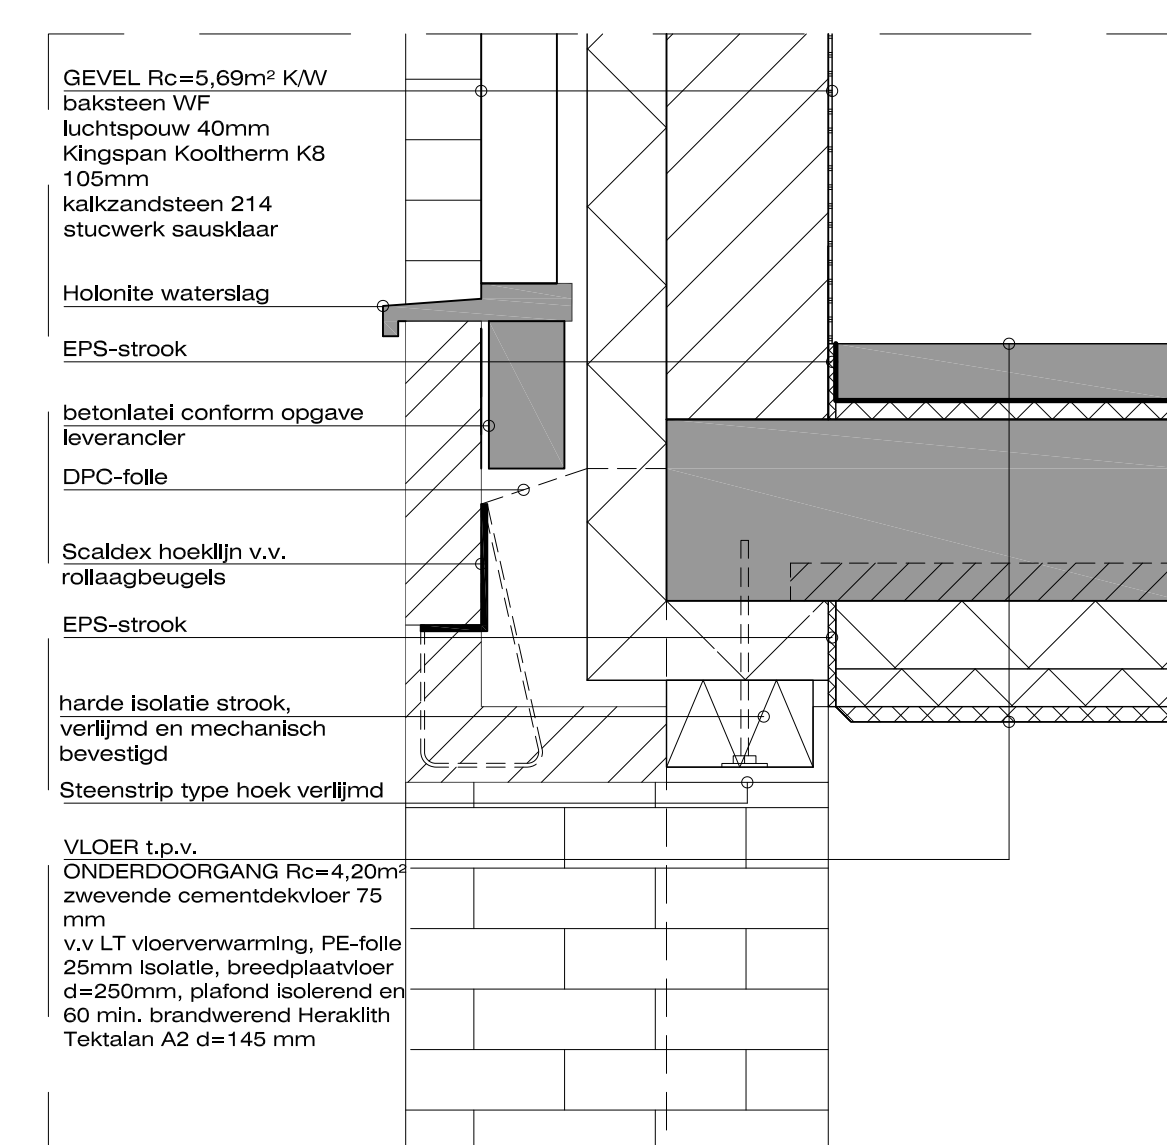 GEVEL Rc=5,69m² K/W
baksteen WF
luchtspouw 40mm
Kingspan Kooltherm K8
105mm
kalkzandsteen 214
stucwerk sausklaar
Holonite waterslag
EPS-strook
betonlatei conform opgave
leverancier
DPC-folie
Scaldex hoeklijn v.v.
rollaagbeugels
EPS-strook
harde isolatie strook,
verlijmd en mechanisch
bevestigd
Steenstrip type hoek verlijmd
VLOER t.p.v.
ONDERDOORGANG Rc=4,20m²
zwevende cementdekvloer 75
mm
v.v LT vloerverwarming, PE-folie
25mm isolatie, breedplaatvloer
d=250mm, plafond isolerend en
60 min. brandwerend Heraklith
Tektalan A2 d=145 mm